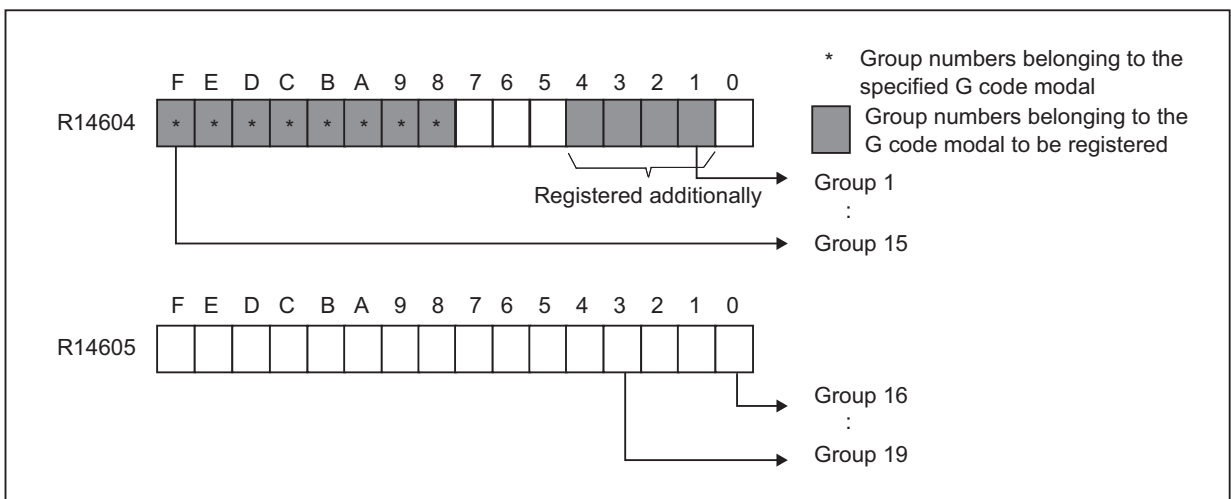 F E D C B A 9 8 7 6 5 4 3 2 1 0
R14604 * * * * * * * *
Registered additionally
* Group numbers belonging to the
specified G code modal
Group numbers belonging to the
G code modal to be registered
Group 1
:
Group 15
F E D C B A 9 8 7 6 5 4 3 2 1 0
R14605
Group 16
:
Group 19